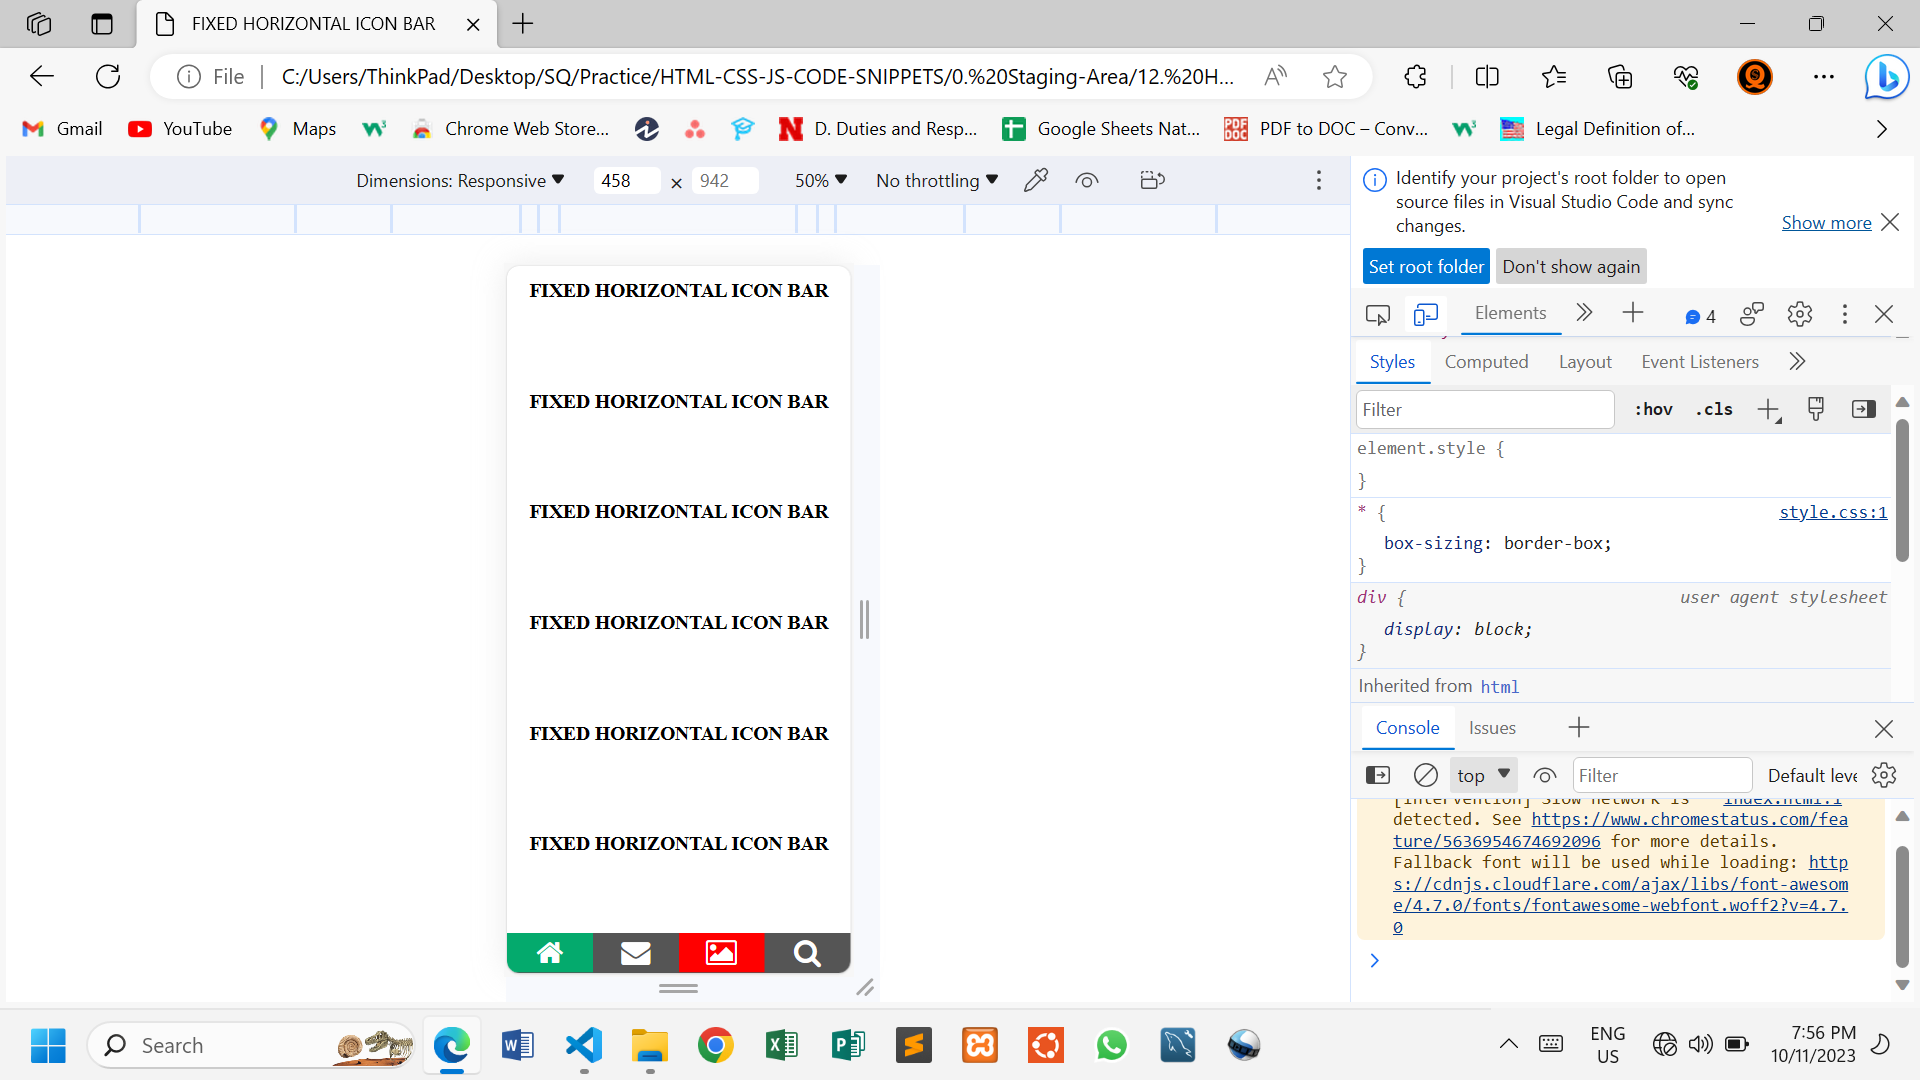 FIXED HORIZONTAL ICON BAR
File
C:/Users/ThinkPad/Desktop/SQ/Practice/HTML-CSS-JS-CODE-SNIPPETS/0.%20Staging-Area/12.%20H...
Gmail
YouTube
Maps
Chrome Web Store...
D. Duties and Resp...
Google Sheets Nat...
PDF to DOC – Conv...
Legal Definition of...
Dimensions: Responsive
458
×
942
50%
No throttling
FIXED HORIZONTAL ICON BAR
FIXED HORIZONTAL ICON BAR
FIXED HORIZONTAL ICON BAR
FIXED HORIZONTAL ICON BAR
FIXED HORIZONTAL ICON BAR
FIXED HORIZONTAL ICON BAR
Identify your project's root folder to open
source files in Visual Studio Code and sync
changes.
Show more
Set root folder
Don't show again
Elements
4
Styles
Computed
Layout
Event Listeners
Filter
:hov
.cls
element.style {
}
* {
style.css:1
box-sizing: border-box;
}
div {
user agent stylesheet
display: block;
}
Inherited from html
Console
Issues
top
Filter
Default leve
[Intervention] Slow network is index.html:1
detected. See https://www.chromestatus.com/fea
ture/5636954674692096 for more details.
Fallback font will be used while loading: http
s://cdnjs.cloudflare.com/ajax/libs/font-awesom
e/4.7.0/fonts/fontawesome-webfont.woff2?v=4.7.
0
Search
ENG
US
7:56 PM
10/11/2023